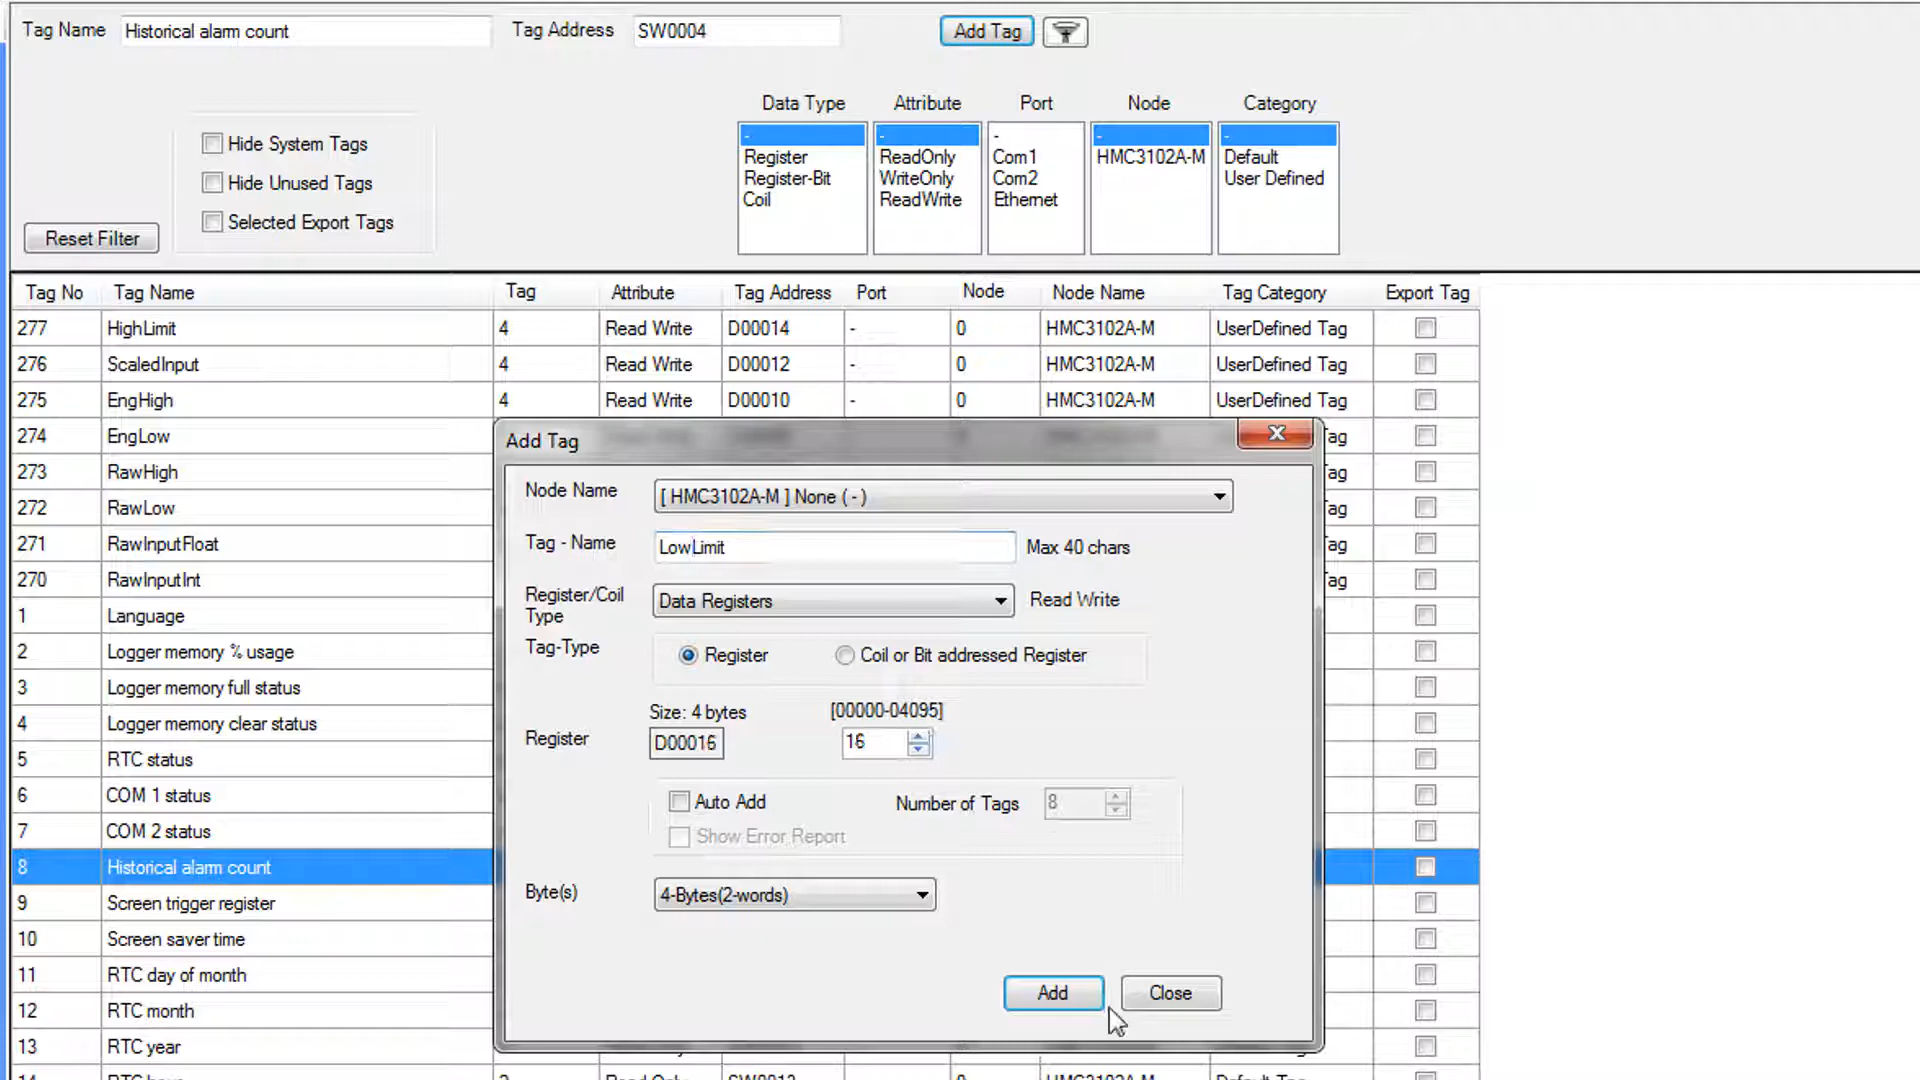 Tag Name Historical alarm count Tag Address SW0004 Add Tag
Data Type Attribute Port Node Category
- - - - -
Register ReadOnly Com1 HMC3102A-M Default
Register-Bit WriteOnly Com2 User Defined
Coil ReadWrite Ethernet
Hide System Tags
Hide Unused Tags
Selected Export Tags
Reset Filter
Tag No Tag Name Tag Attribute Tag Address Port Node Node Name Tag Category Export Tag
277 HighLimit 4 Read Write D00014 - 0 HMC3102A-M UserDefined Tag
276 ScaledInput 4 Read Write D00012 - 0 HMC3102A-M UserDefined Tag
275 EngHigh 4 Read Write D00010 - 0 HMC3102A-M UserDefined Tag
274 EngLow ag
273 RawHigh ag
272 RawLow ag
271 RawInputFloat ag
270 RawInputInt ag
1 Language
2 Logger memory % usage
3 Logger memory full status
4 Logger memory clear status
5 RTC status
6 COM 1 status
7 COM 2 status
8 Historical alarm count
9 Screen trigger register
10 Screen saver time
11 RTC day of month
12 RTC month
13 RTC year
Add Tag
Node Name [ HMC3102A-M ] None ( - )
Tag - Name LowLimit Max 40 chars
Register/Coil Type Data Registers Read Write
Tag-Type Register Coil or Bit addressed Register
Size: 4 bytes [00000-04095]
Register D00016 16
Auto Add Number of Tags 8
Show Error Report
Byte(s) 4-Bytes(2-words)
Add Close